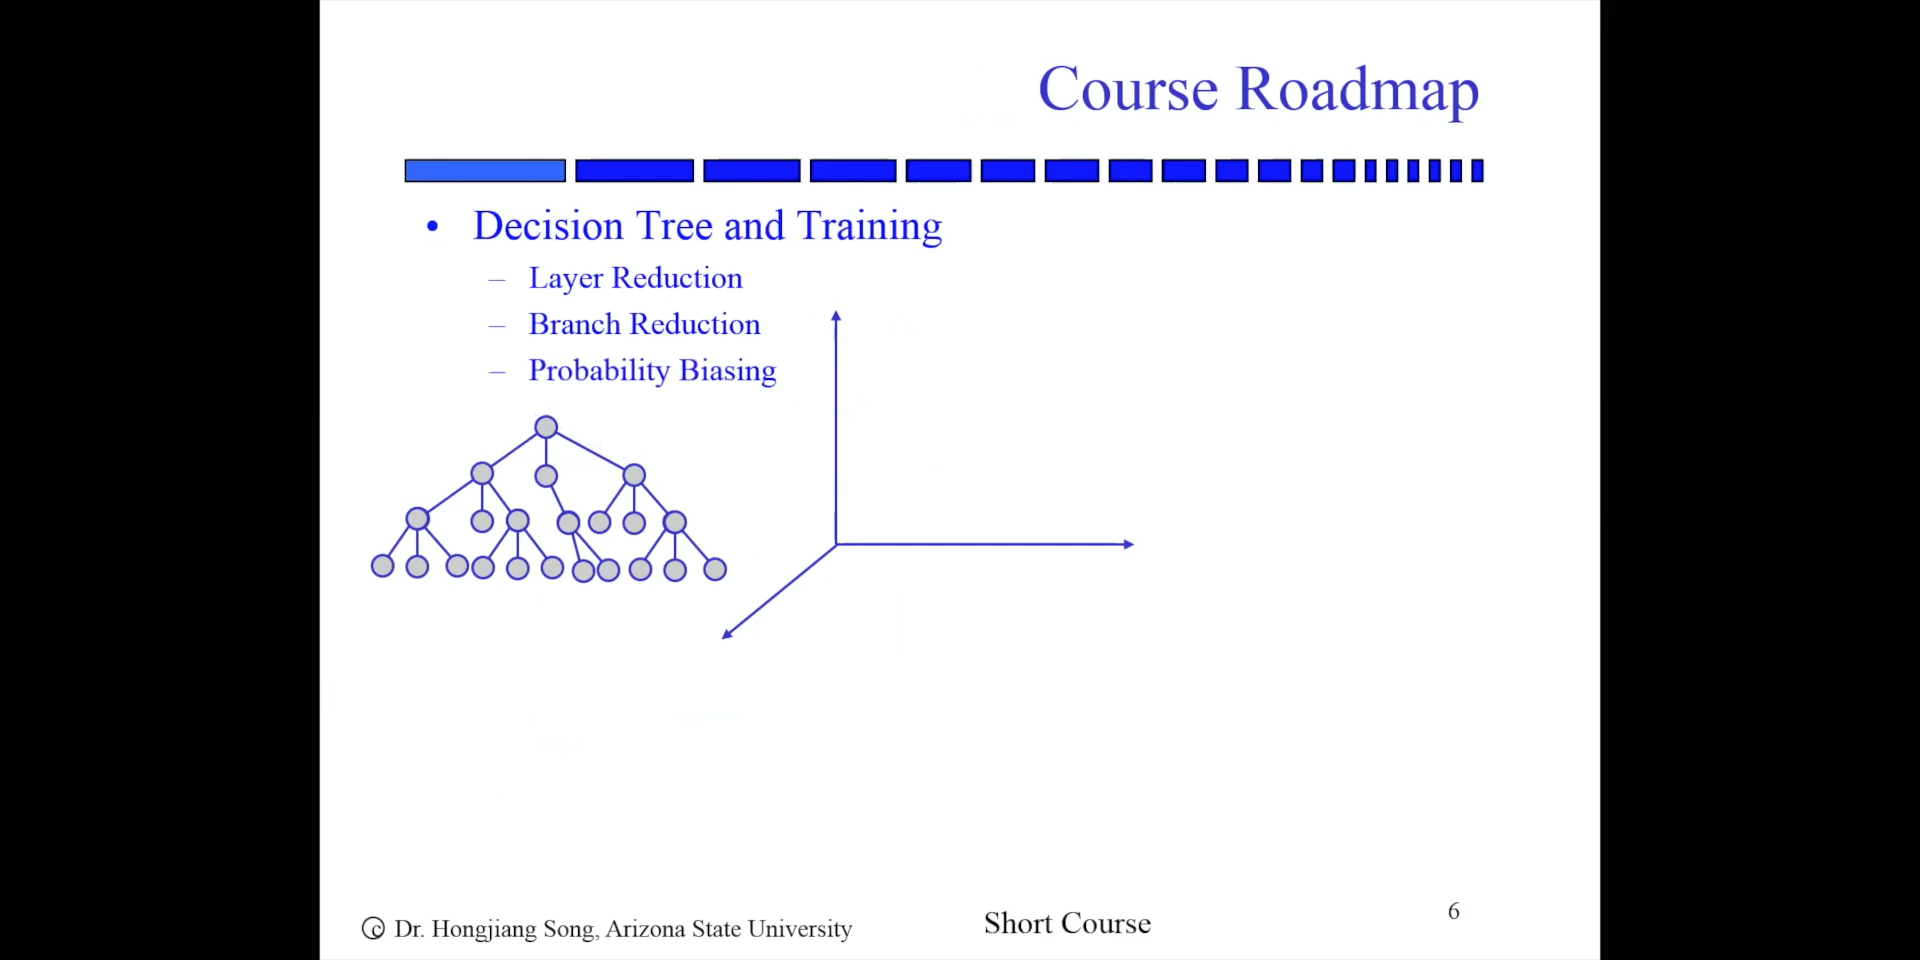 Course Roadmap
• Decision Tree and Training
– Layer Reduction
– Branch Reduction
– Probability Biasing
© Dr. Hongjiang Song, Arizona State University
Short Course
6